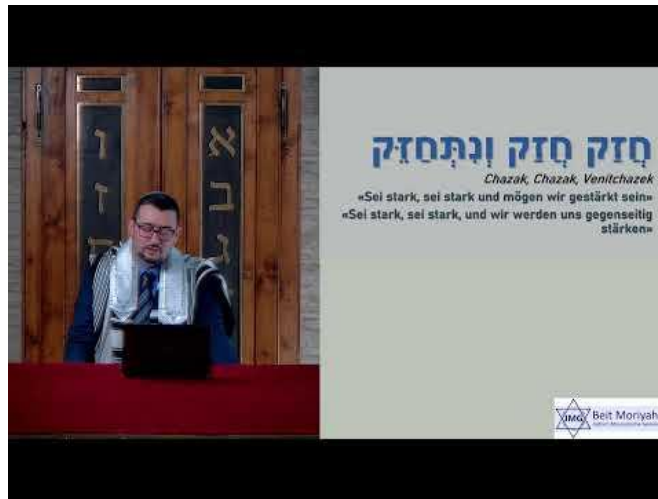 א
ב
ו
ז
חֲזַק חֲזַק וְנִתְחַזֵּק
Chazak, Chazak, Venitchazek
«Sei stark, sei stark und mögen wir gestärkt sein»
«Sei stark, sei stark, und wir werden uns gegenseitig
stärken»
IMG
Beit Moriyah